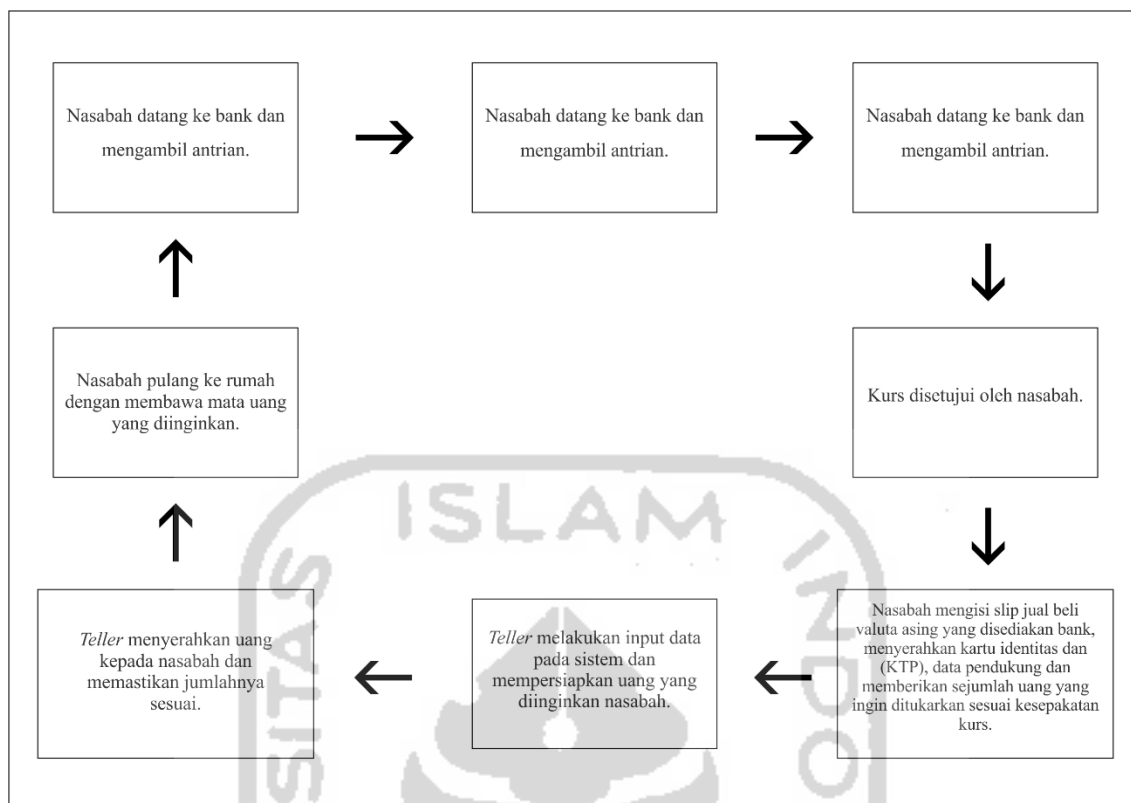 Nasabah datang ke bank dan
mengambil antrian.
Nasabah datang ke bank dan
mengambil antrian.
Nasabah datang ke bank dan
mengambil antrian.
Kurs disetujui oleh nasabah.
Nasabah mengisi slip jual beli
valuta asing yang disediakan bank,
menyerahkan kartu identitas dan
(KTP), data pendukung dan
memberikan sejumlah uang yang
ingin ditukarkan sesuai kesepakatan
kurs.
Teller melakukan input data
pada sistem dan
mempersiapkan uang yang
diinginkan nasabah.
Teller menyerahkan uang
kepada nasabah dan
memastikan jumlahnya
sesuai.
Nasabah pulang ke rumah
dengan membawa mata uang
yang diinginkan.
ISLAM
SITAS
INDO